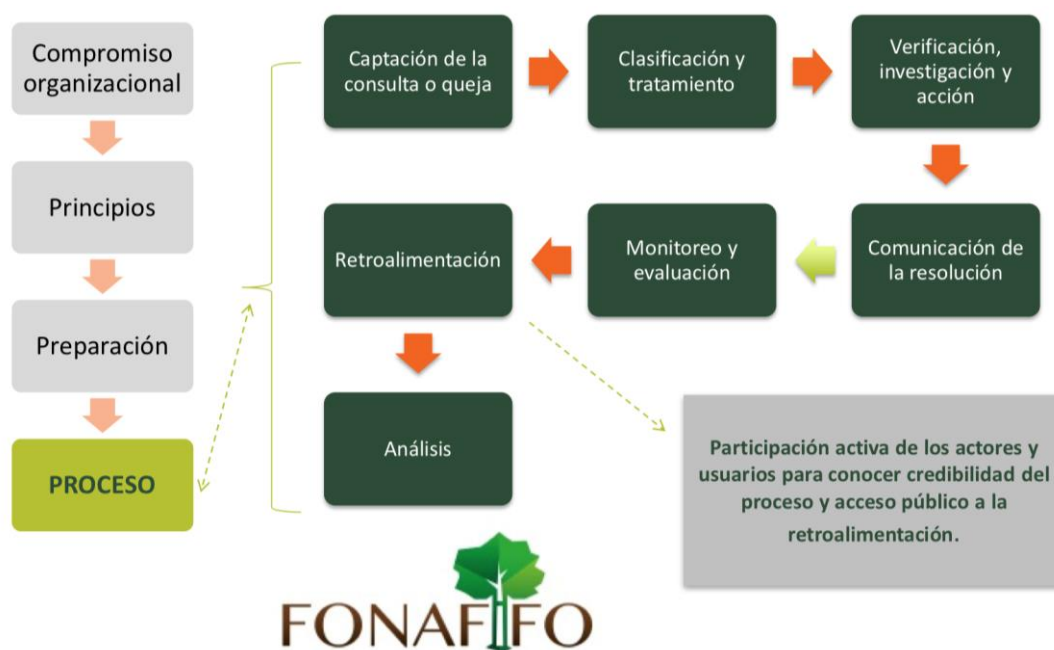 Compromiso
organizacional
Principios
Preparación
PROCESO
Captación de la
consulta o queja
Clasificación y
tratamiento
Verificación,
investigación y
acción
Comunicación de
la resolución
Monitoreo y
evaluación
Retroalimentación
Análisis
Participación activa de los actores y
usuarios para conocer credibilidad del
proceso y acceso público a la
retroalimentación.
FONAFIFO